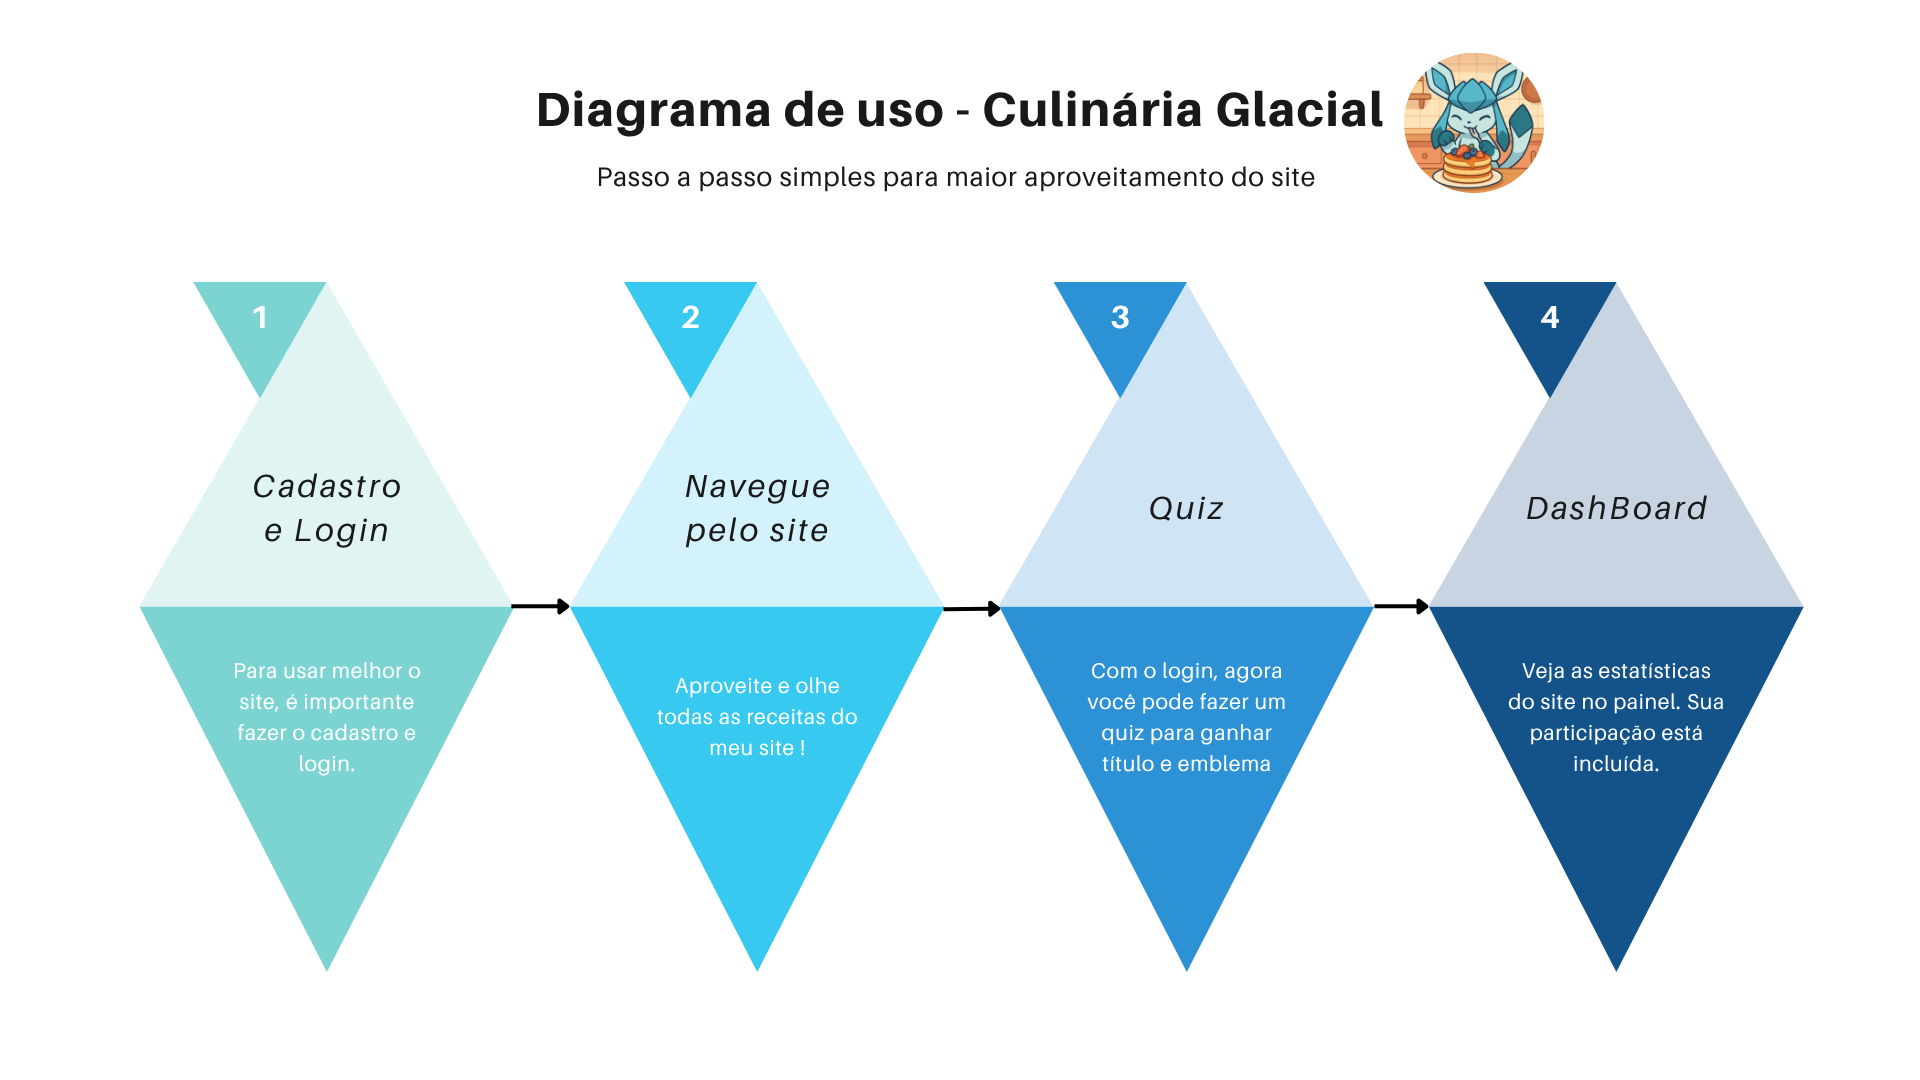 Diagrama de uso - Culinária Glacial
Passo a passo simples para maior aproveitamento do site
1
Cadastro
e Login
Para usar melhor o
site, é importante
fazer o cadastro e
login.
2
Navegue
pelo site
Aproveite e olhe
todas as receitas do
meu site !
3
Quiz
Com o login, agora
você pode fazer um
quiz para ganhar
título e emblema
4
DashBoard
Veja as estatísticas
do site no painel. Sua
participação está
incluída.